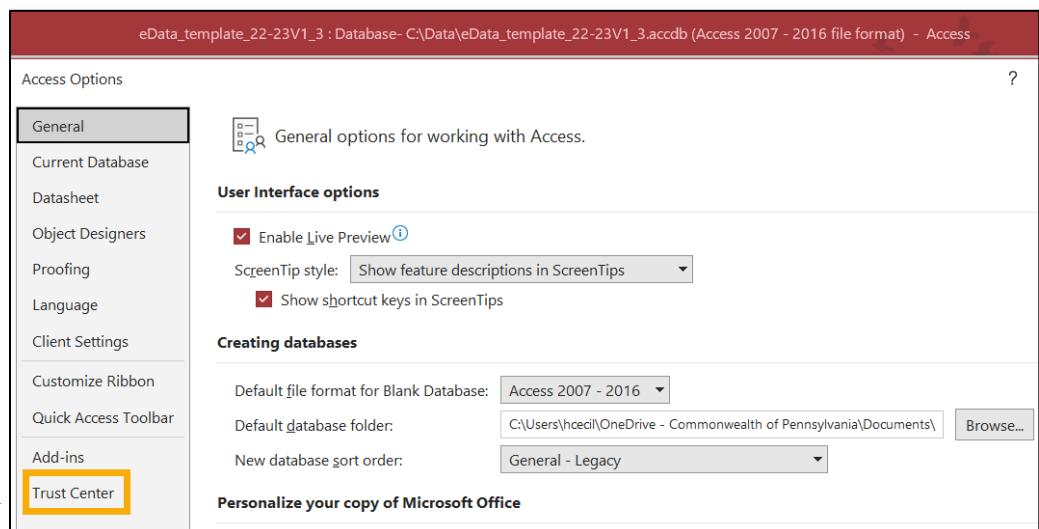 eData_template_22-23V1_3 : Database- C:\Data\eData_template_22-23V1_3.accdb (Access 2007 - 2016 file format) - Access
Access Options ?
General
Current Database
Datasheet
Object Designers
Proofing
Language
Client Settings
Customize Ribbon
Quick Access Toolbar
Add-ins
Trust Center
General options for working with Access.
User Interface options
Enable Live Preview
ScreenTip style: Show feature descriptions in ScreenTips
Show shortcut keys in ScreenTips
Creating databases
Default file format for Blank Database: Access 2007 - 2016
Default database folder: C:\Users\hcecil\OneDrive - Commonwealth of Pennsylvania\Documents\ Browse...
New database sort order: General - Legacy
Personalize your copy of Microsoft Office